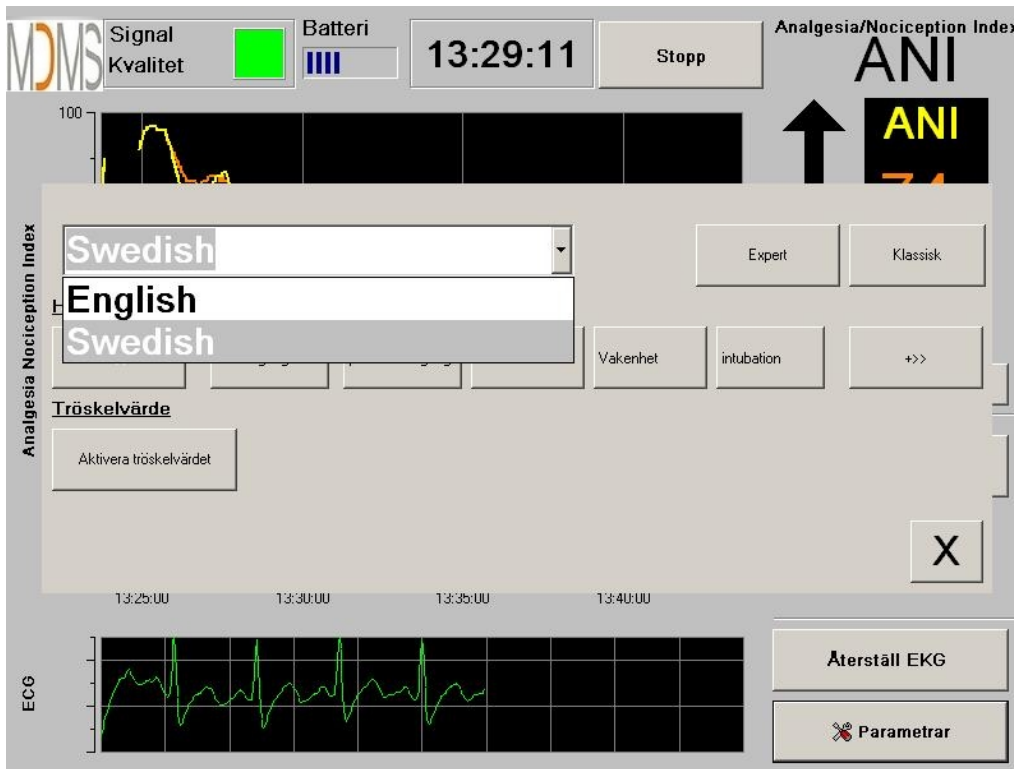 MDMS
Signal
Kvalitet
Batteri
13:29:11
Stopp
Analgesia/Nociception Index
ANI
100
ANI
Analgesia Nociception Index
Swedish
Expert
Klassisk
English
Swedish
Vakenhet
intubation
+>>
Tröskelvärde
Aktivera tröskelvärdet
X
13:25:00
13:30:00
13:35:00
13:40:00
ECG
Återställ EKG
Parametrar